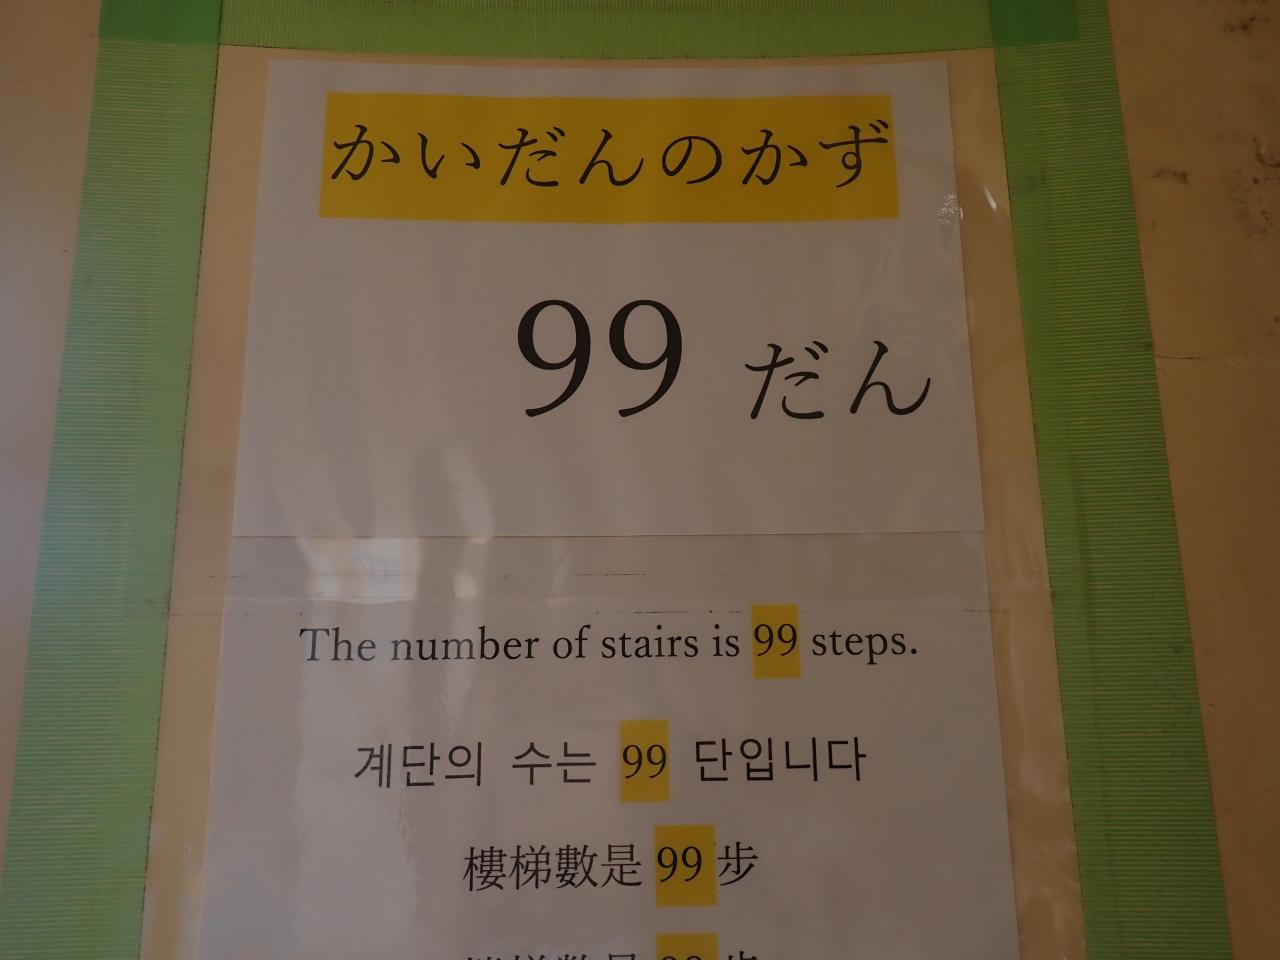 かいだんのかず
99 だん
The number of stairs is 99 steps.
계단의 수는 99 단입니다
樓梯數是 99 步